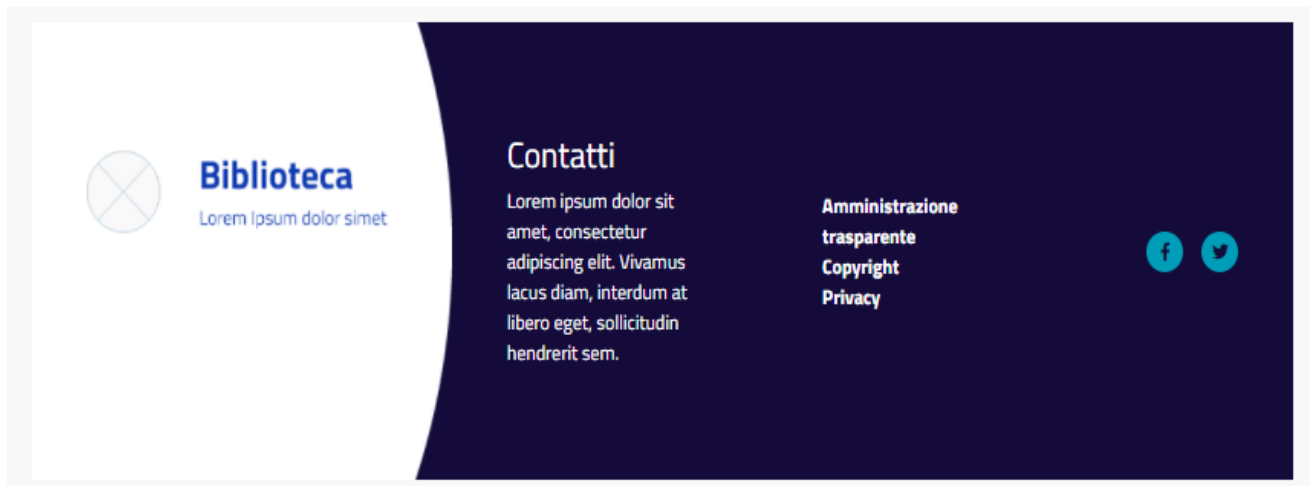 Biblioteca
Lorem Ipsum dolor simet
Contatti
Lorem ipsum dolor sit
amet, consectetur
adipiscing elit. Vivamus
lacus diam, interdum at
libero eget, sollicitudin
hendrerit sem.
Amministrazione
trasparente
Copyright
Privacy